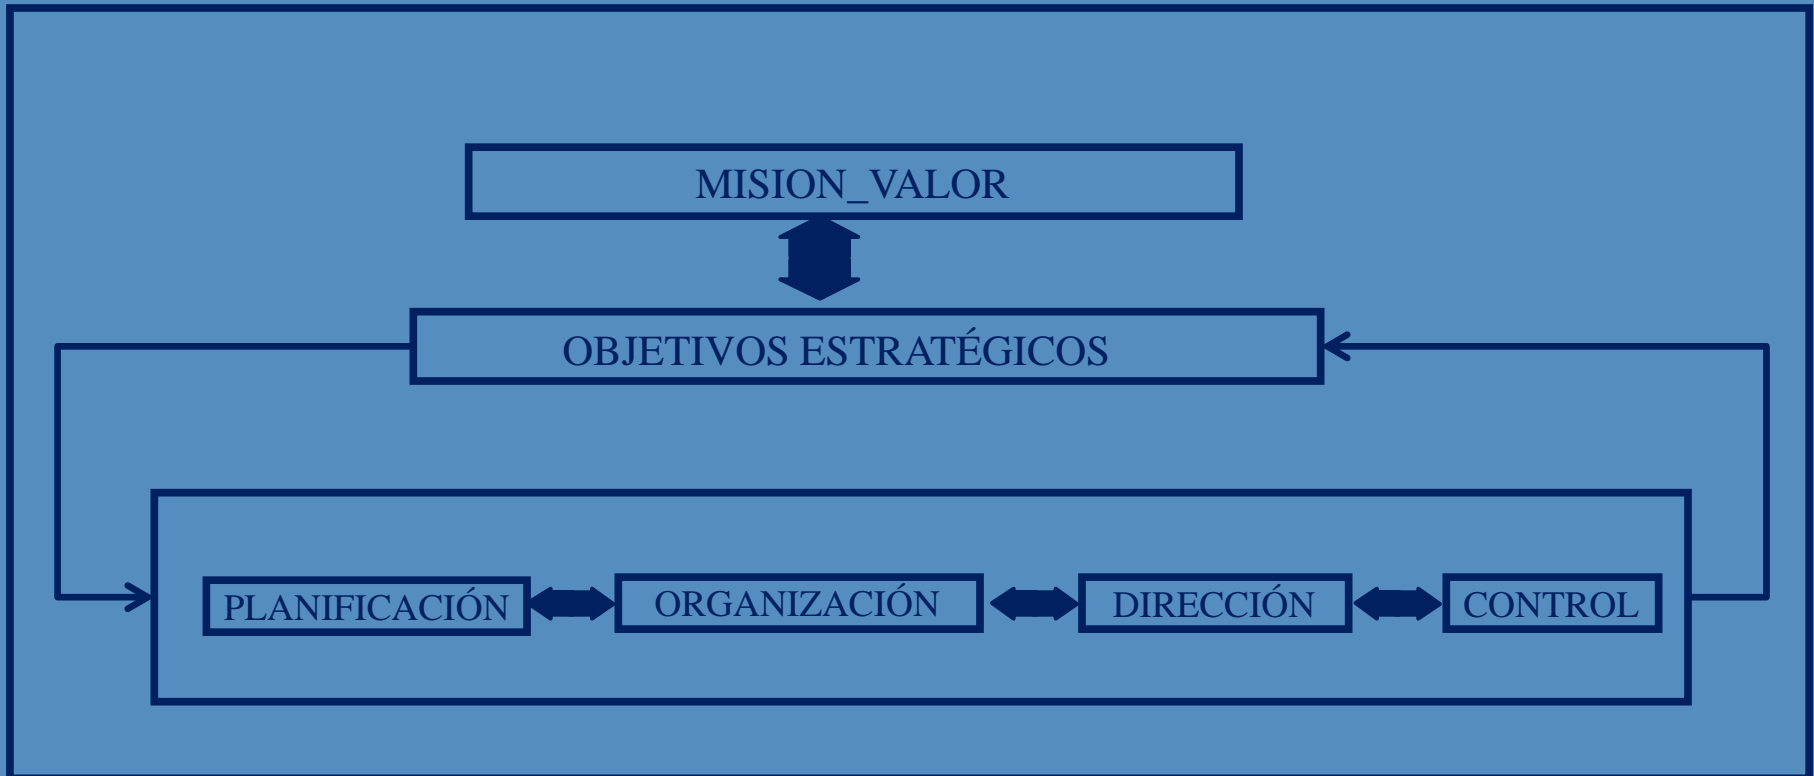 MISION_VALOR
OBJETIVOS ESTRATÉGICOS
PLANIFICACIÓN ORGANIZACIÓN DIRECCIÓN CONTROL